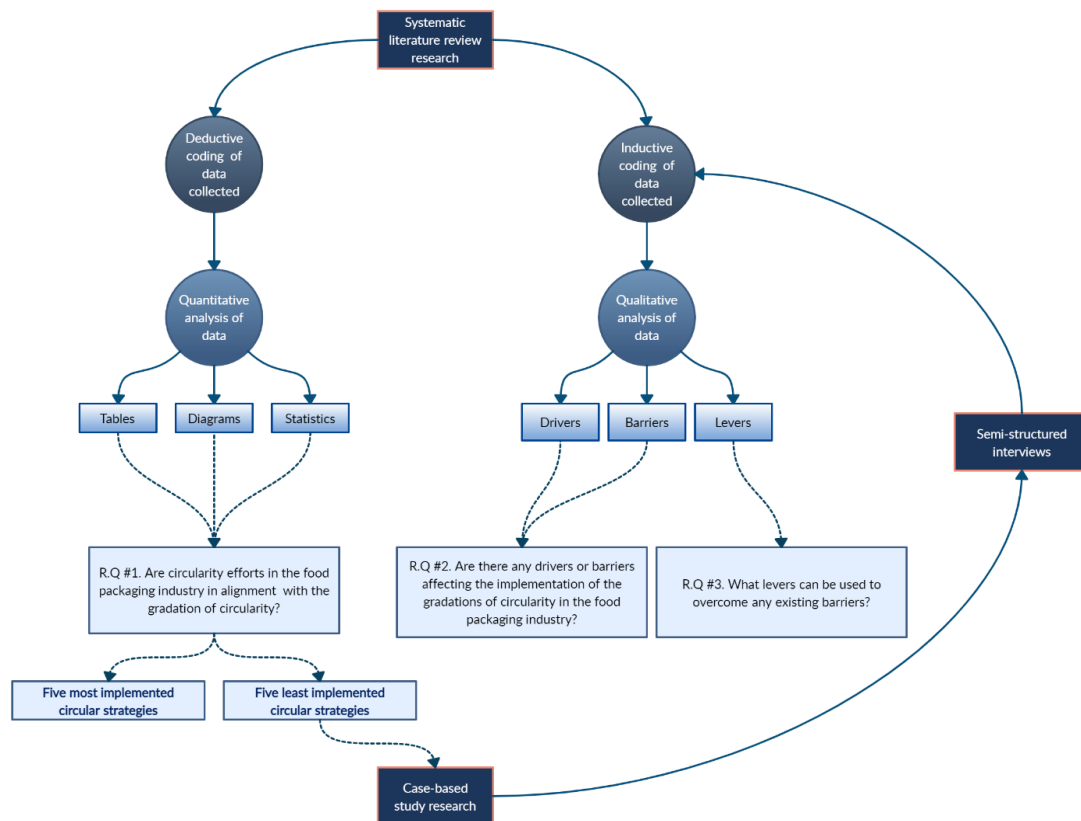 Systematic
literature review
research
Deductive
coding of
data
collected
Inductive
coding of
data
collected
Quantitative
analysis of
data
Qualitative
analysis of
data
Tables
Diagrams
Statistics
Drivers
Barriers
Levers
Semi-structured
interviews
R.Q #1. Are circularity efforts in the food
packaging industry in alignment with the
gradation of circularity?
R.Q #2. Are there any drivers or barriers
affecting the implementation of the
gradations of circularity in the food
packaging industry?
R.Q #3. What levers can be used to
overcome any existing barriers?
Five most implemented
circular strategies
Five least implemented
circular strategies
Case-based
study research